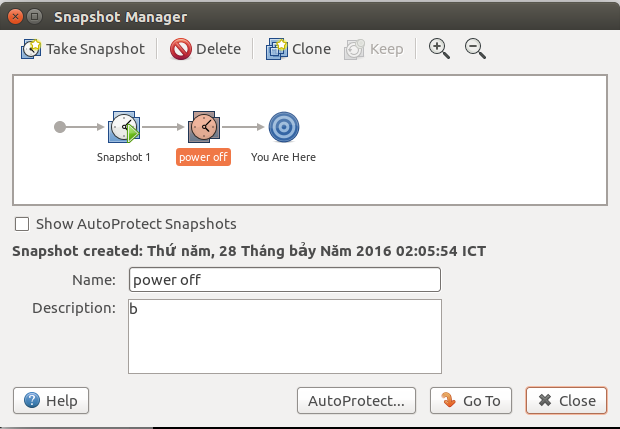 Snapshot Manager
Take Snapshot Delete Clone Keep
Snapshot 1 power off You Are Here
Show AutoProtect Snapshots
Snapshot created: Thứ năm, 28 Tháng bảy Năm 2016 02:05:54 ICT
Name: power off
Description: b
Help AutoProtect... Go To Close